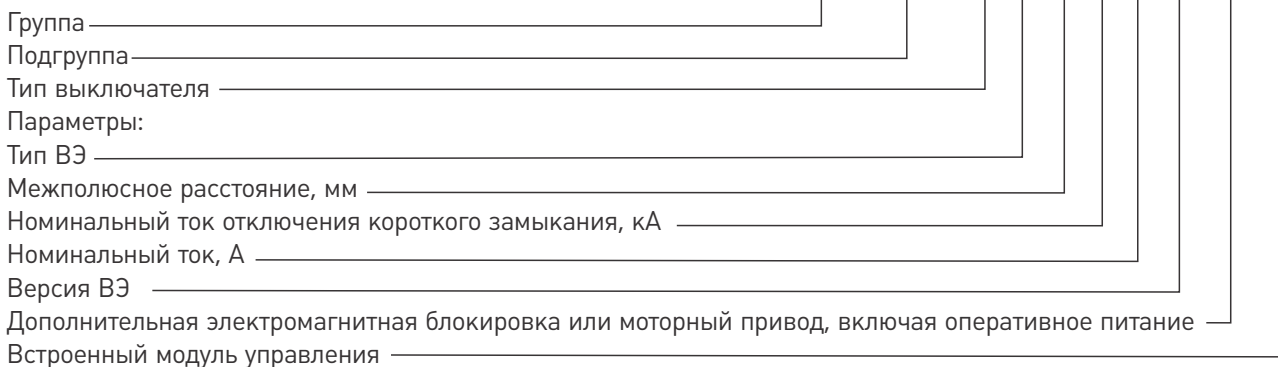 Группа
Подгруппа
Тип выключателя
Параметры:
Тип ВЭ
Межполюсное расстояние, мм
Номинальный ток отключения короткого замыкания, кА
Номинальный ток, А
Версия ВЭ
Дополнительная электромагнитная блокировка или моторный привод, включая оперативное питание
Встроенный модуль управления